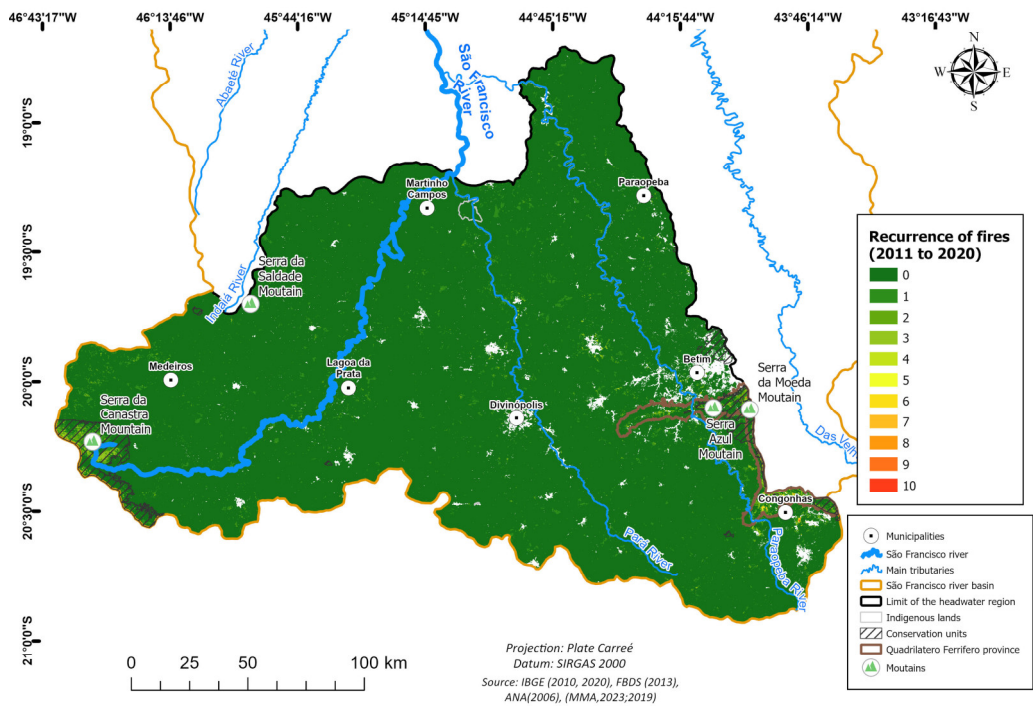 46°43'17"W
46°13'46"W
45°44'16"W
45°14'45"W
44°45'15"W
44°15'44"W
43°46'14"W
43°16'43"W
19°0'0"S
19°30'0"S
20°0'0"S
20°30'0"S
21°0'0"S
N
W
E
S
Abaeté River
São Francisco
River
Martinho
Campos
Paraopeba
Serra da
Saldade
Moutain
Indaiá River
Medeiros
Lagoa da
Prata
Betim
Serra
da Moeda
Moutain
Serra da
Canastra
Mountain
Divinópolis
Serra
Azul
Moutain
Das Velh
Congonhas
Pará River
Paraopeba River
Recurrence of fires
(2011 to 2020)
0
1
2
3
4
5
6
7
8
9
10
Municipalities
São Francisco river
Main tributaries
São Francisco river basin
Limit of the headwater region
Indigenous lands
Conservation units
Quadrilatero Ferrifero province
Moutains
0 25 50 100 km
Projection: Plate Carreé
Datum: SIRGAS 2000
Source: IBGE (2010, 2020), FBDS (2013),
ANA(2006), (MMA,2023;2019)